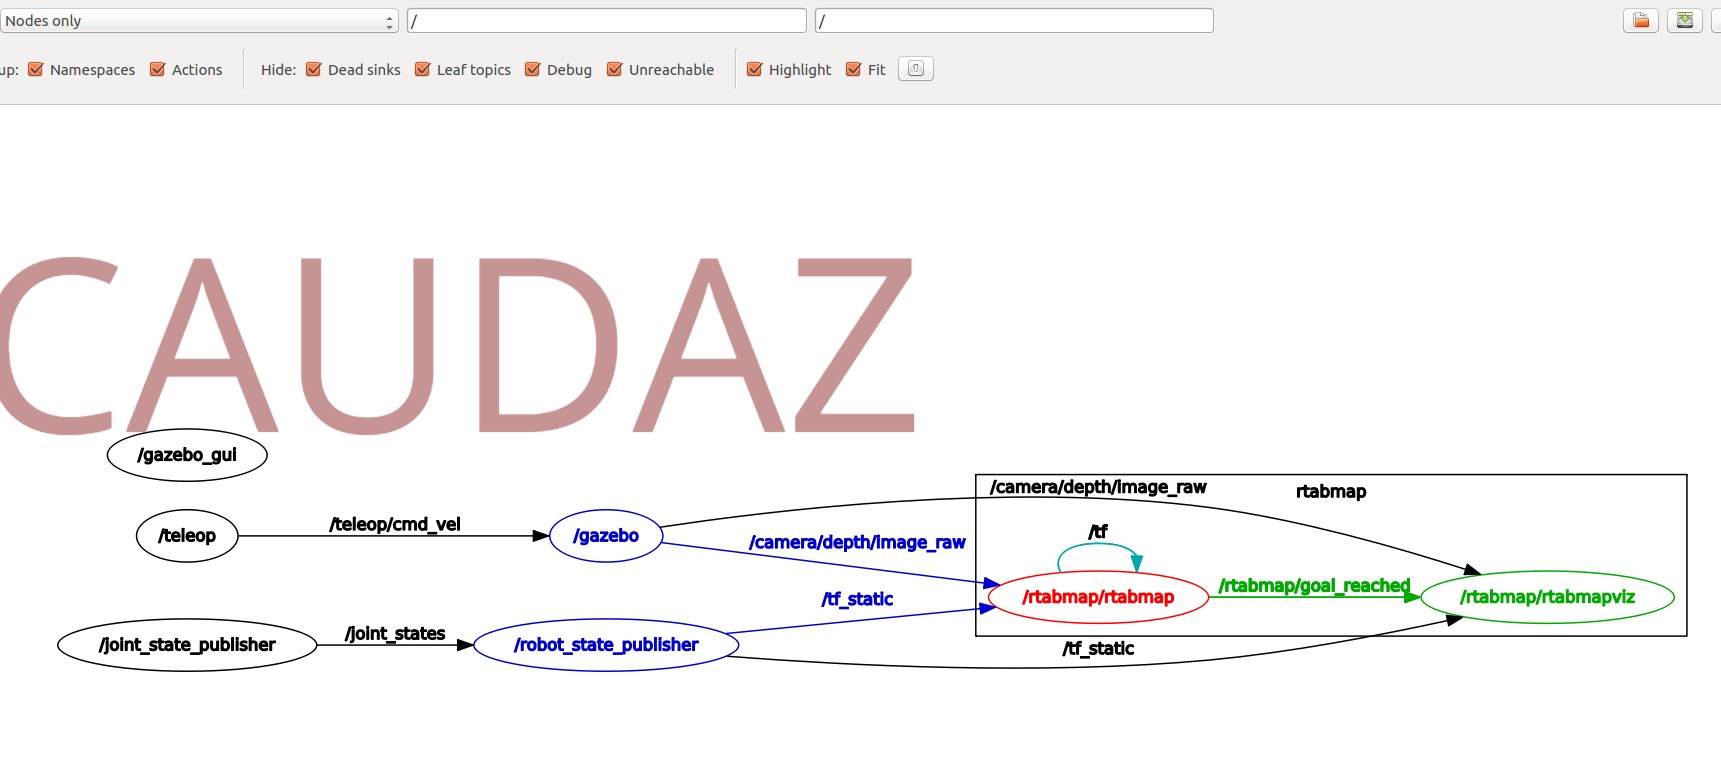 Nodes only
/
/
up:
Namespaces
Actions
Hide:
Dead sinks
Leaf topics
Debug
Unreachable
Highlight
Fit
CAUDAZ
/gazebo_gui
/teleop
/teleop/cmd_vel
/gazebo
/camera/depth/image_raw
rtabmap
/camera/depth/image_raw
/tf
/tf_static
/rtabmap/rtabmap
/rtabmap/goal_reached
/rtabmap/rtabmapviz
/joint_state_publisher
/joint_states
/robot_state_publisher
/tf_static